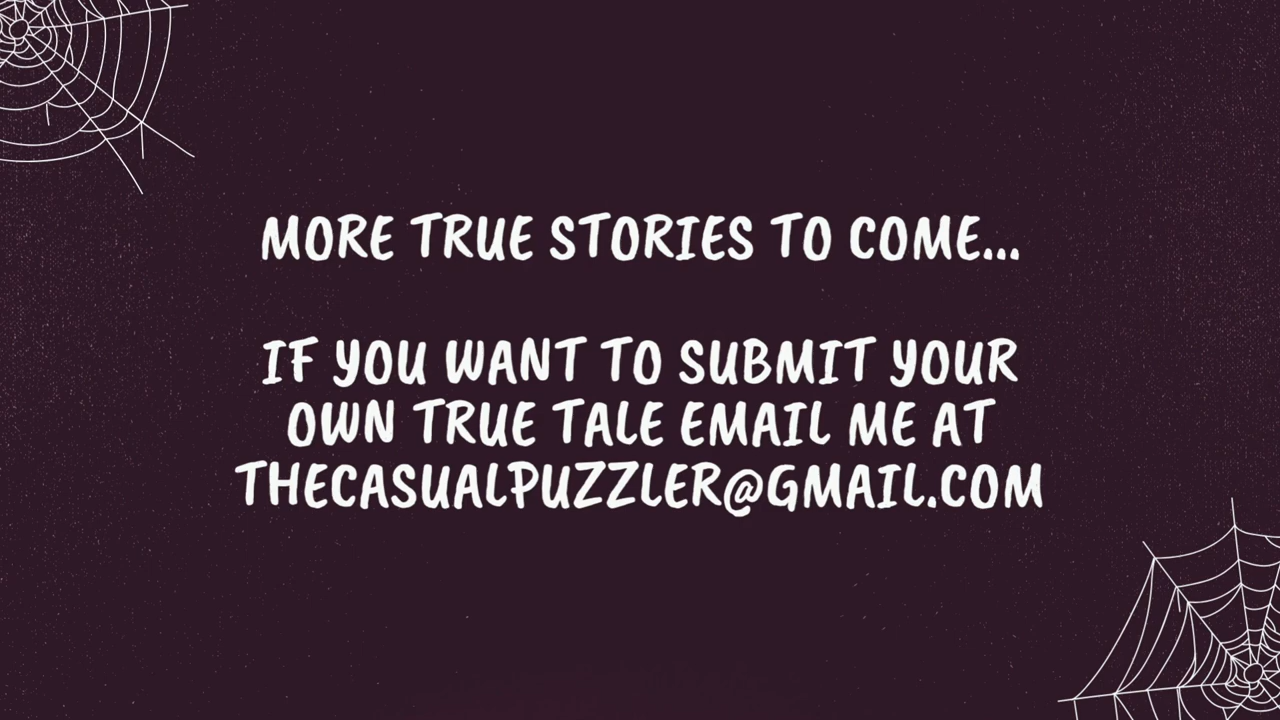 MORE TRUE STORIES TO COME...
IF YOU WANT TO SUBMIT YOUR
OWN TRUE TALE EMAIL ME AT
THECASUALPUZZLER@GMAIL.COM